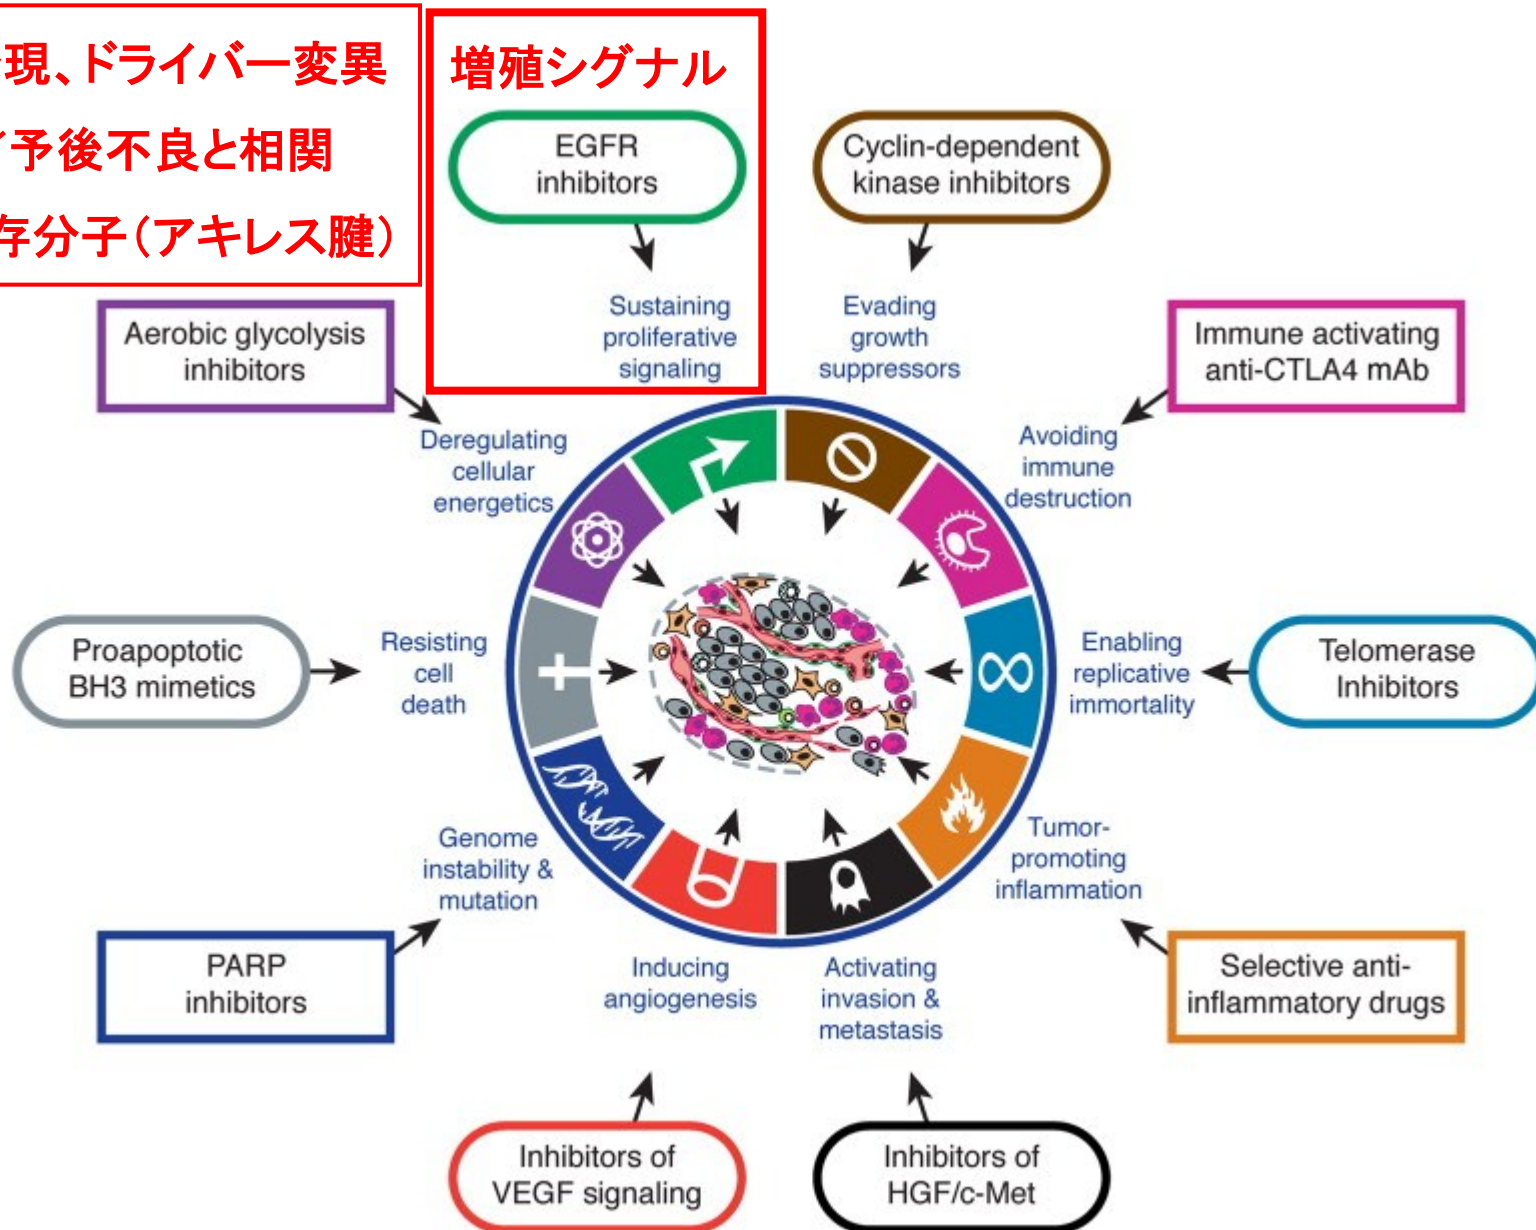 現、ドライバー変異
予後不良と相関
存分子（アキレス腱）
増殖シグナル
EGFR
inhibitors
Cyclin-dependent
kinase inhibitors
Sustaining
proliferative
signaling
Evading
growth
suppressors
Aerobic glycolysis
inhibitors
Immune activating
anti-CTLA4 mAb
Deregulating
cellular
energetics
Avoiding
immune
destruction
Proapoptotic
BH3 mimetics
Resisting
cell
death
Enabling
replicative
immortality
Telomerase
Inhibitors
Genome
instability &
mutation
Tumor-
promoting
inflammation
PARP
inhibitors
Inducing
angiogenesis
Activating
invasion &
metastasis
Selective anti-
inflammatory drugs
Inhibitors of
VEGF signaling
Inhibitors of
HGF/c-Met